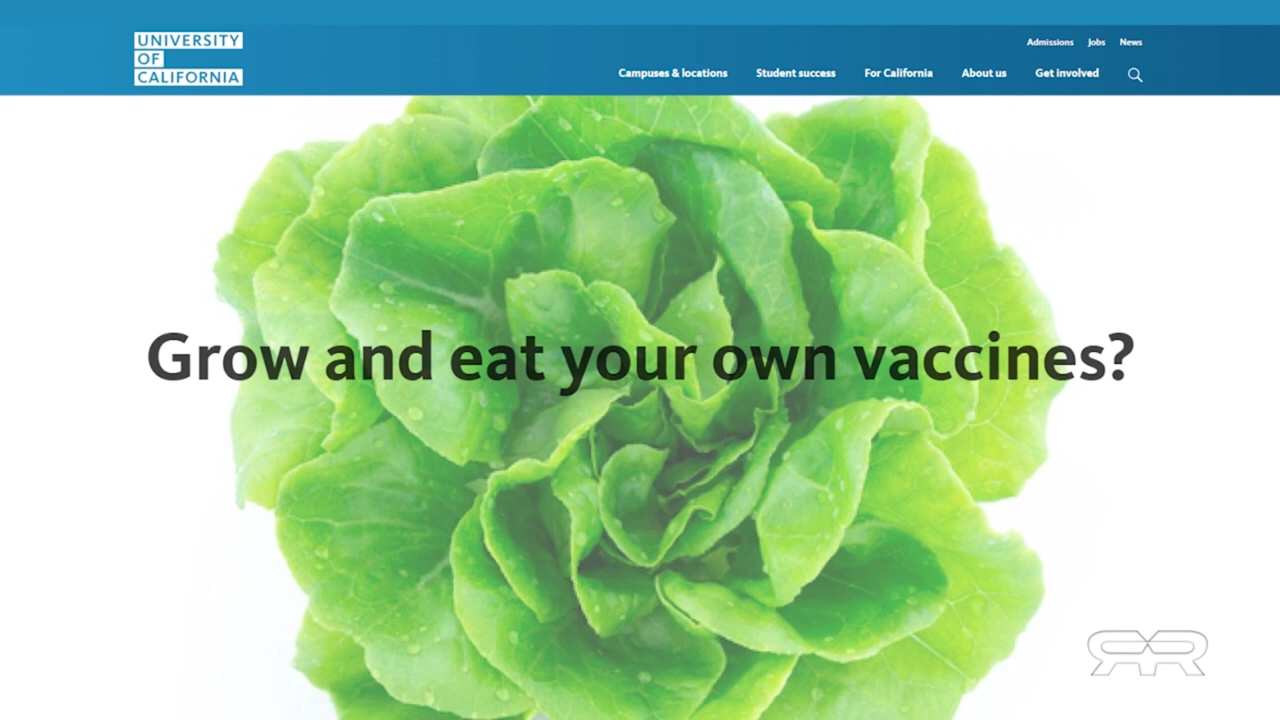 UNIVERSITY
OF
CALIFORNIA
Admissions Jobs News
Campuses & locations Student success For California About us Get involved
Grow and eat your own vaccines?
RR